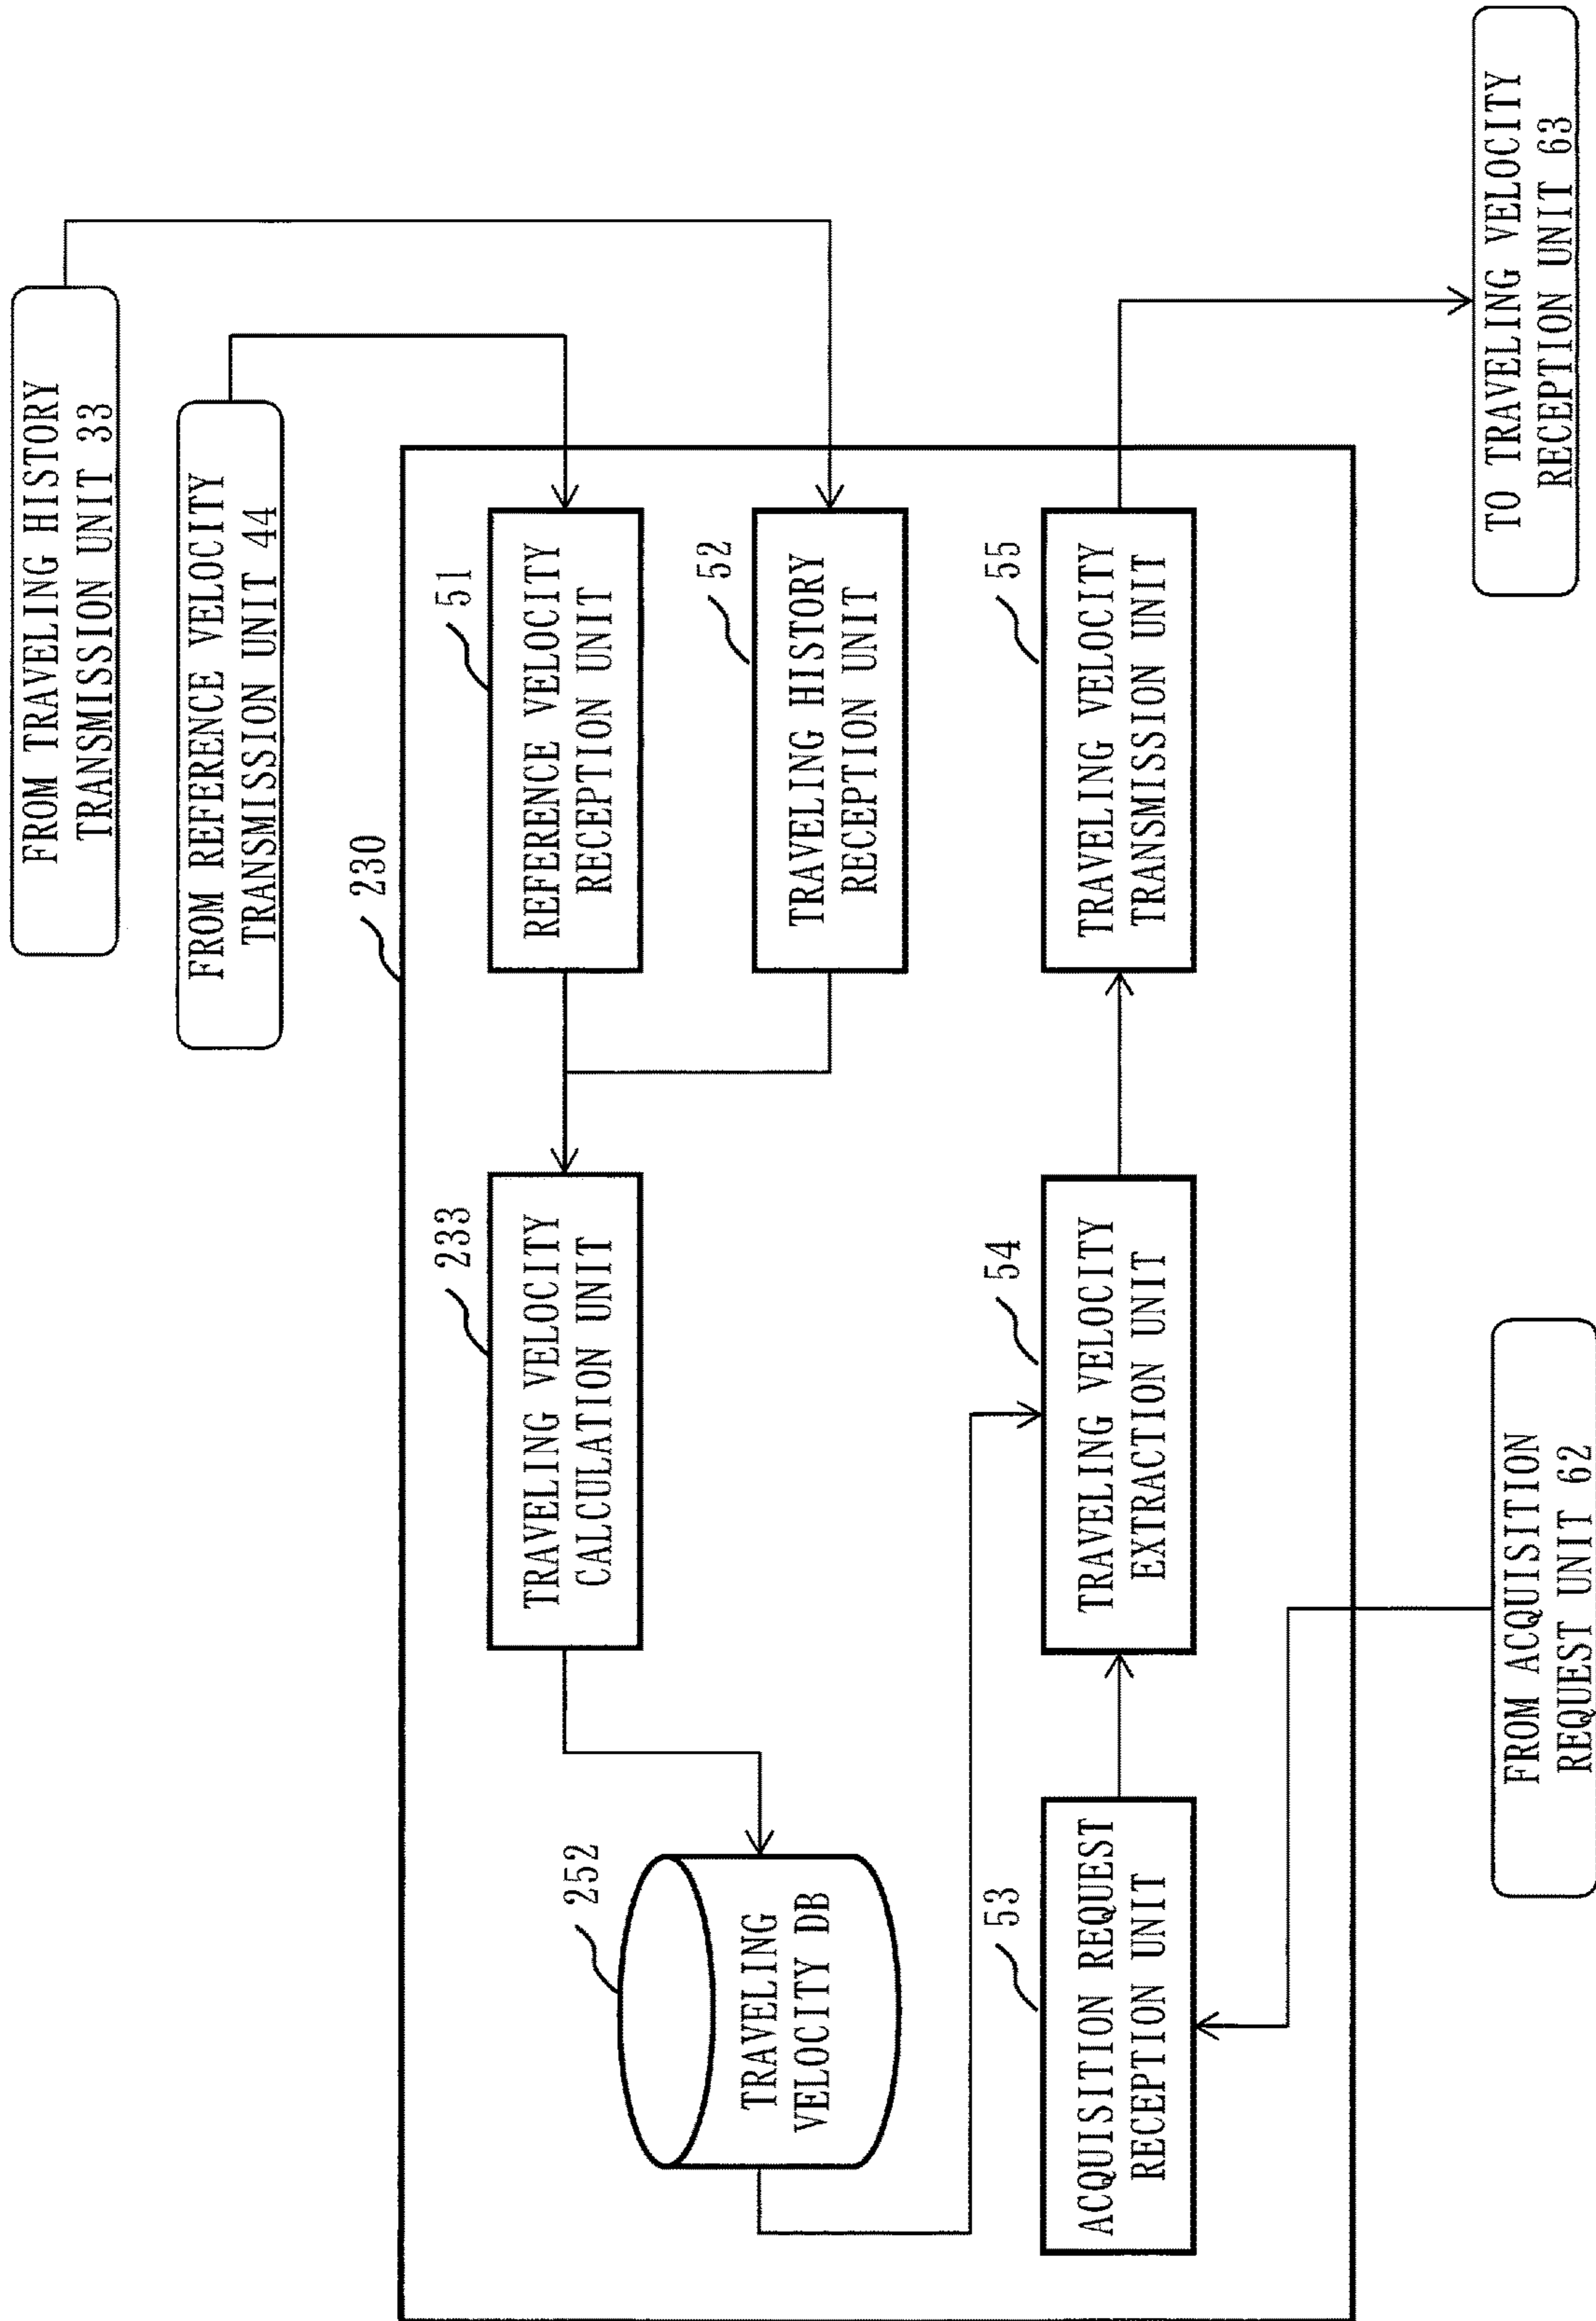 FROM TRAVELING HISTORY
TRANSMISSION UNIT 33
FROM REFERENCE VELOCITY
TRANSMISSION UNIT 44
230
252
TRAVELING
VELOCITY DB
233
TRAVELING VELOCITY
CALCULATION UNIT
51
REFERENCE VELOCITY
RECEPTION UNIT
52
TRAVELING HISTORY
RECEPTION UNIT
53
ACQUISITION REQUEST
RECEPTION UNIT
54
TRAVELING VELOCITY
EXTRACTION UNIT
55
TRAVELING VELOCITY
TRANSMISSION UNIT
FROM ACQUISITION
REQUEST UNIT 62
TO TRAVELING VELOCITY
RECEPTION UNIT 63